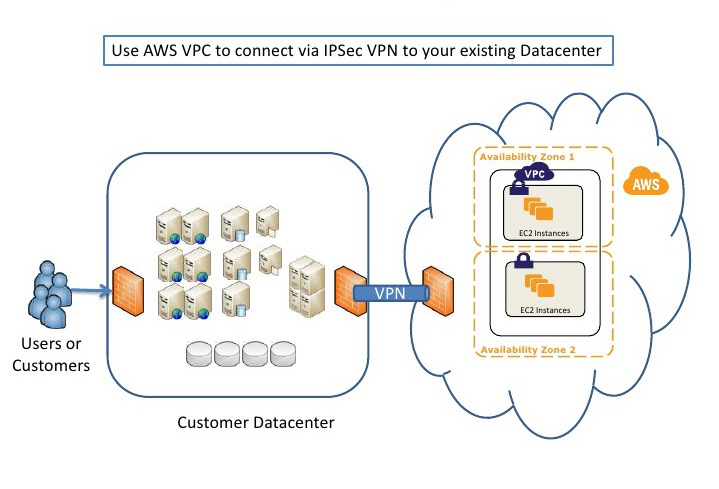 Use AWS VPC to connect via IPSec VPN to your existing Datacenter
Availability Zone 1
VPC
AWS
EC2 Instances
VPN
EC2 Instances
Users or
Customers
Availability Zone 2
Customer Datacenter